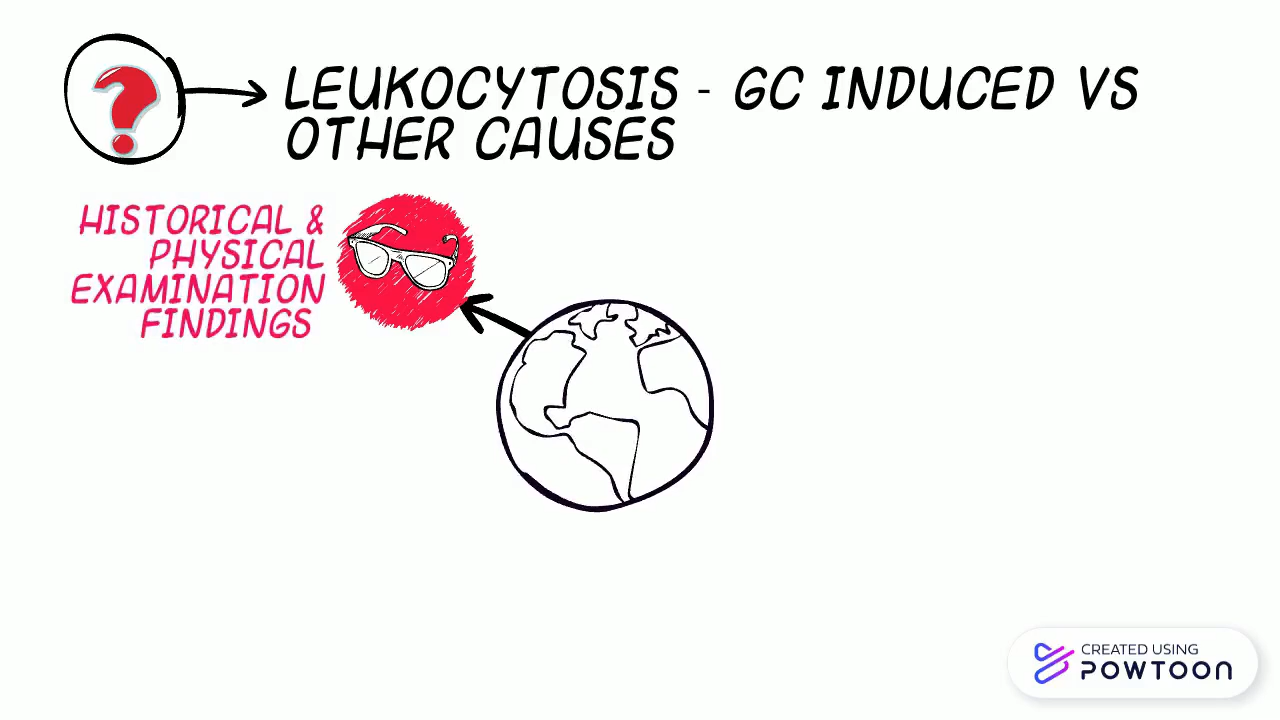 ?
LEUKOCYTOSIS - GC INDUCED VS
OTHER CAUSES
HISTORICAL &
PHYSICAL
EXAMINATION
FINDINGS
CREATED USING
POWTOON